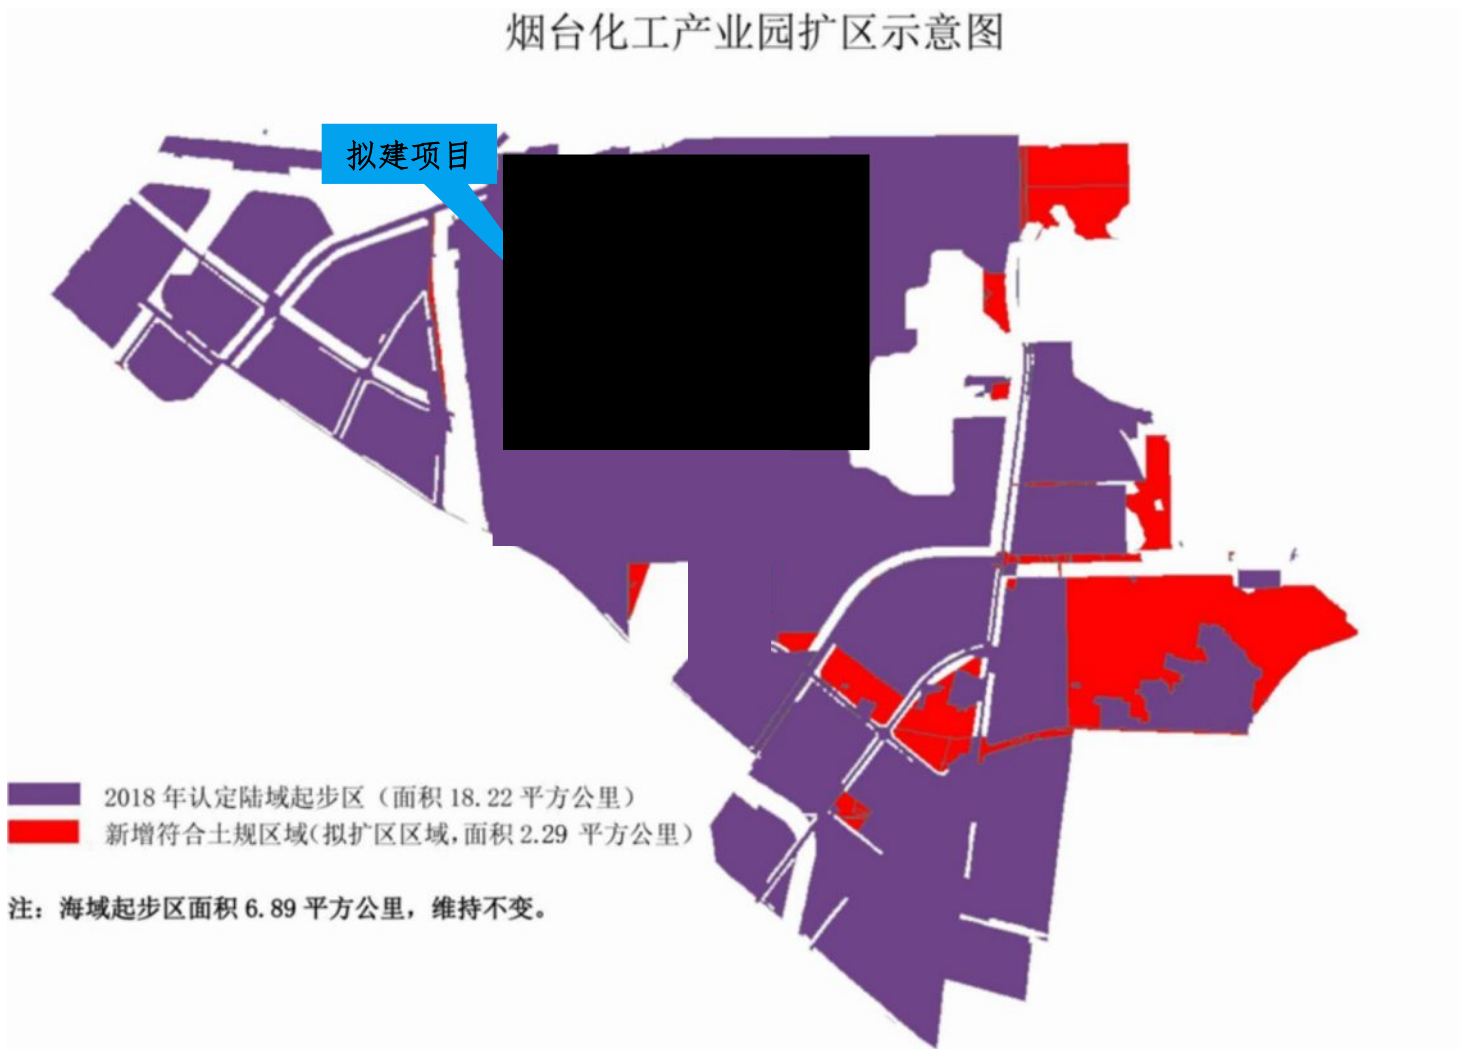 烟台化工产业园扩区示意图
拟建项目
2018 年认定陆域起步区（面积 18.22 平方公里）
新增符合土规区域(拟扩区区域,面积 2.29 平方公里)
注：海域起步区面积 6.89 平方公里，维持不变。